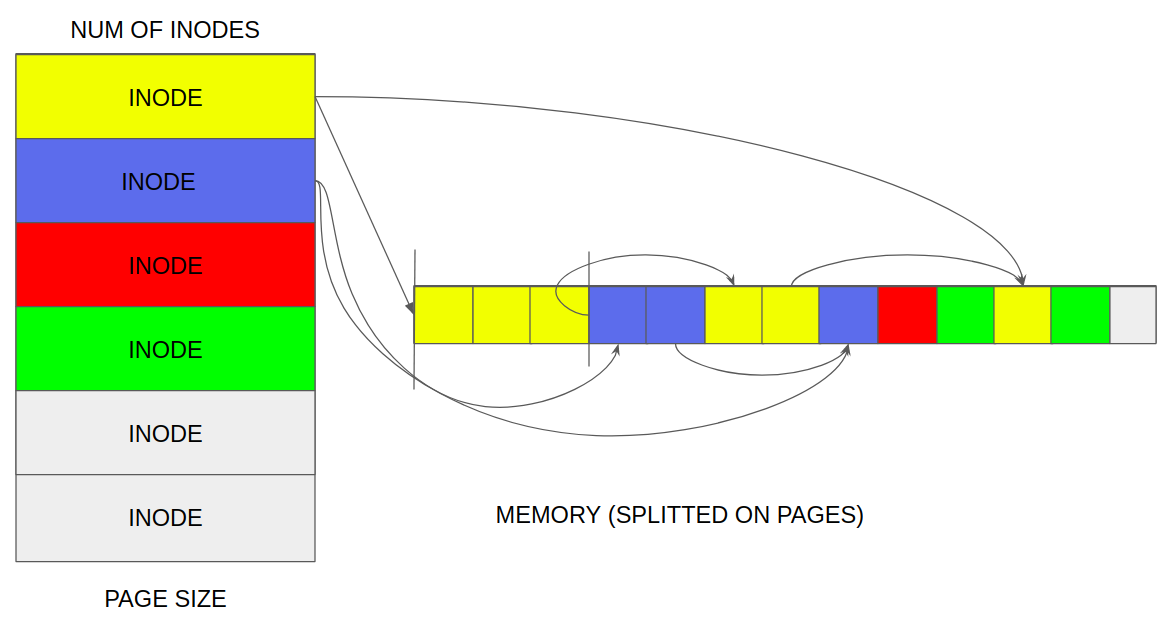 NUM OF INODES
INODE
INODE
INODE
INODE
INODE
INODE
MEMORY (SPLITTED ON PAGES)
PAGE SIZE